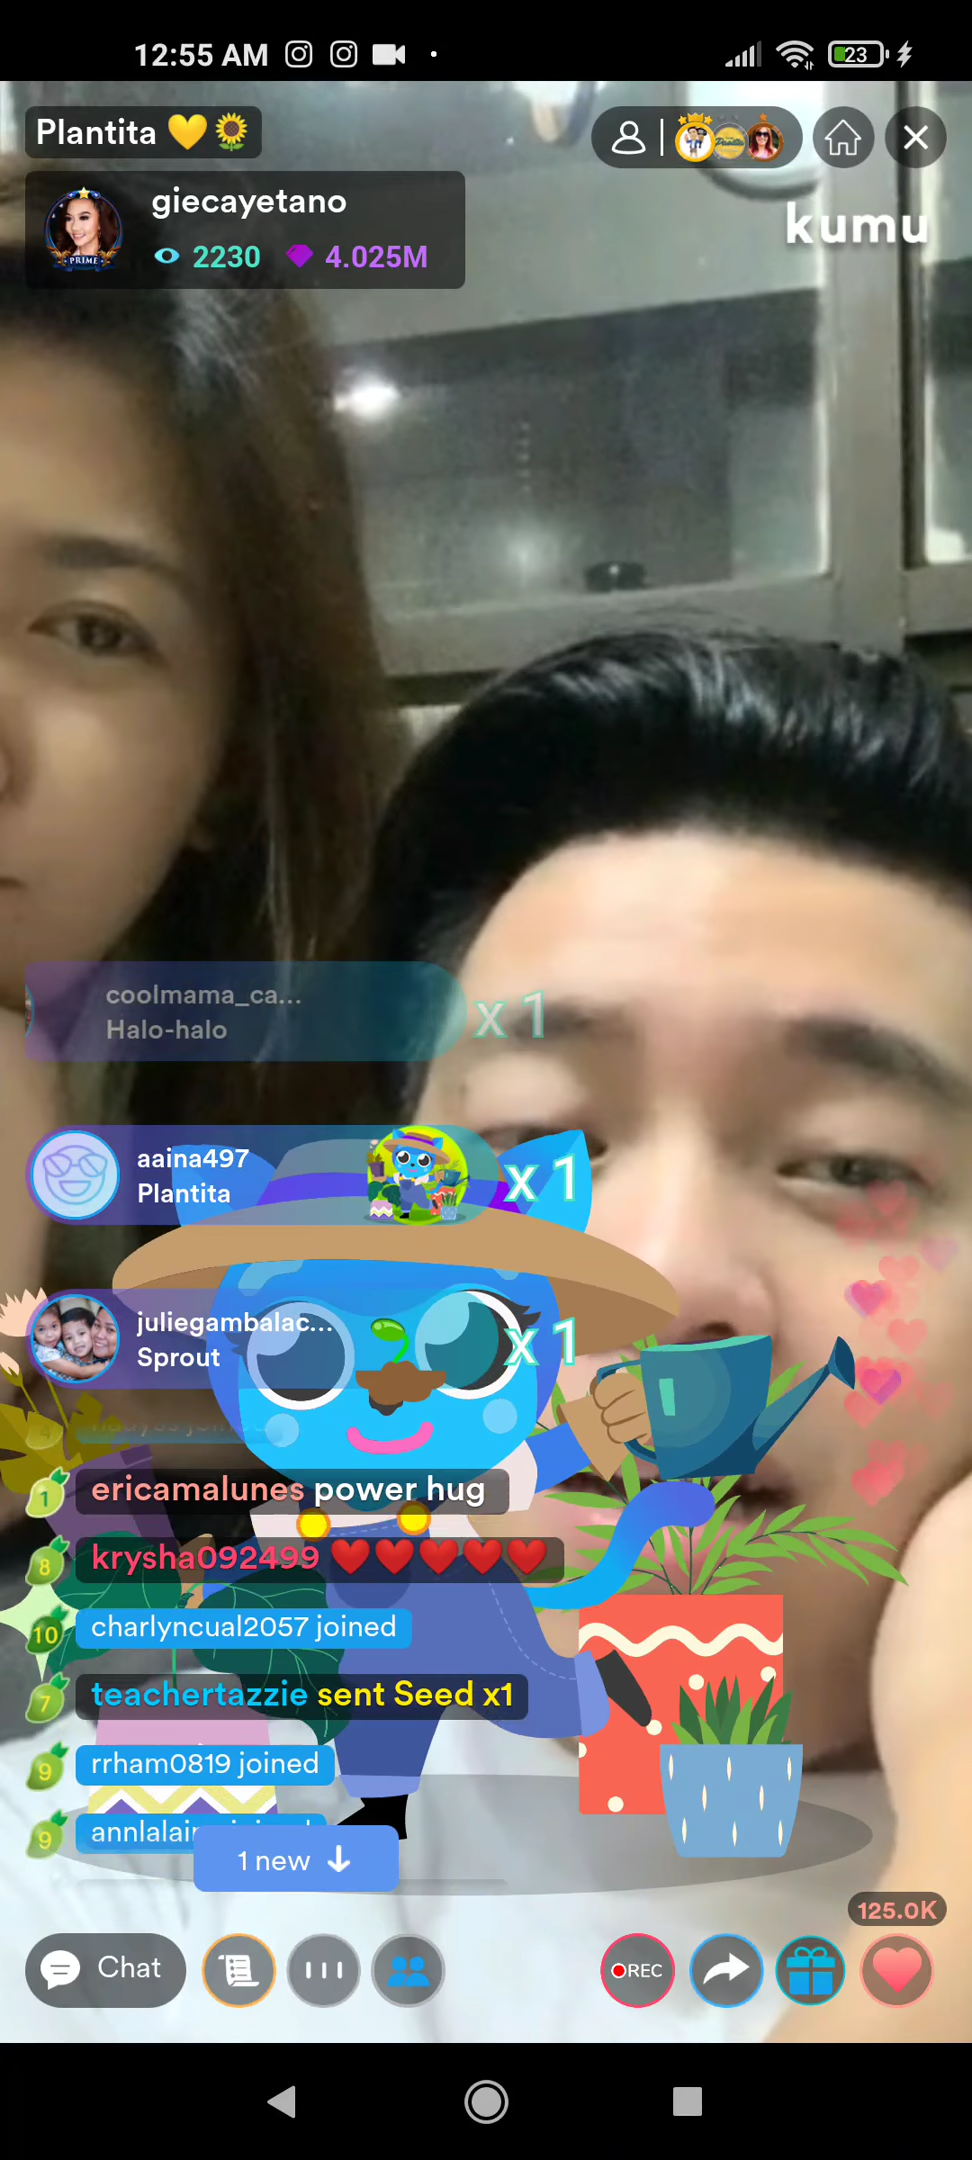 12:55 AM
23
Plantita 💛🌻
giecayetano
PRIME
2230 4.025M
kumu
coolmama_ca...
Halo-halo
x 1
aaina497
Plantita
x 1
juliegambalac...
Sprout
x 1
1 ericamalunes power hug
8 krysha092499 ❤️❤️❤️❤️❤️
10 charlyncual2057 joined
7 teachertazzie sent Seed x1
9 rrham0819 joined
9
1 new ↓
125.0K
Chat
REC